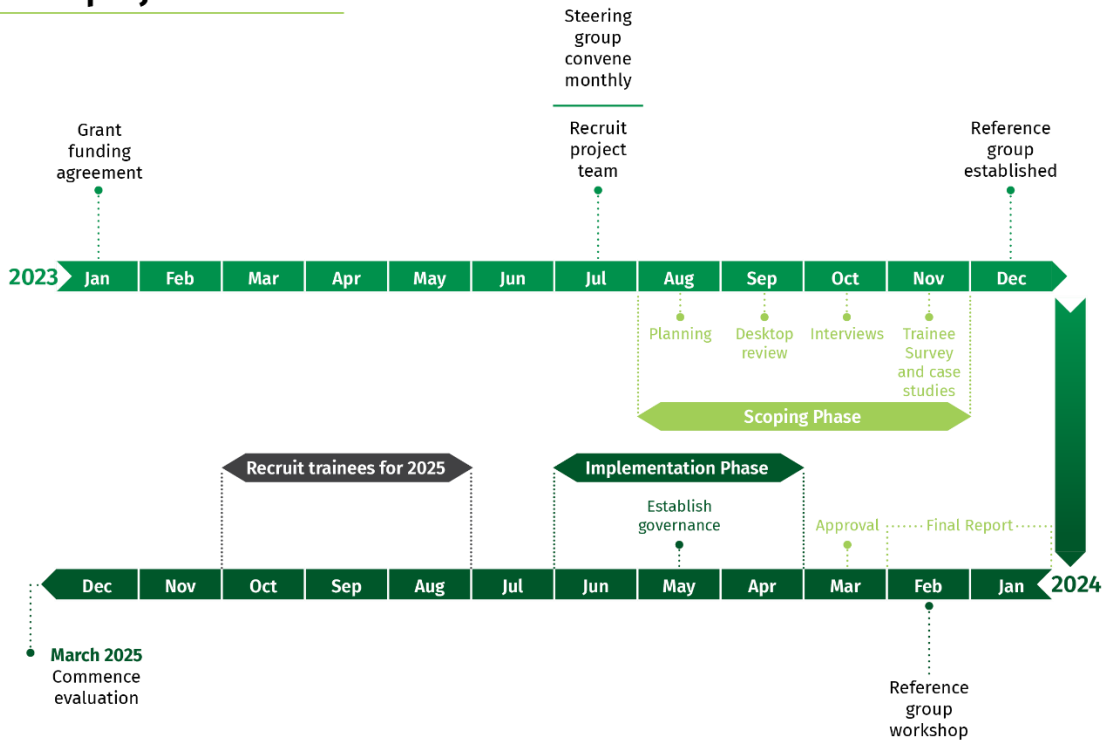 Steering
group
convene
monthly
Grant
funding
agreement
Recruit
project
team
Reference
group
established
2023 Jan Feb Mar Apr May Jun Jul Aug Sep Oct Nov Dec
Planning
Desktop
review
Interviews
Trainee
Survey
and case
studies
Scoping Phase
Recruit trainees for 2025
Implementation Phase
Establish
governance
Approval
Final Report
Dec Nov Oct Sep Aug Jul Jun May Apr Mar Feb Jan 2024
March 2025
Commence
evaluation
Reference
group
workshop